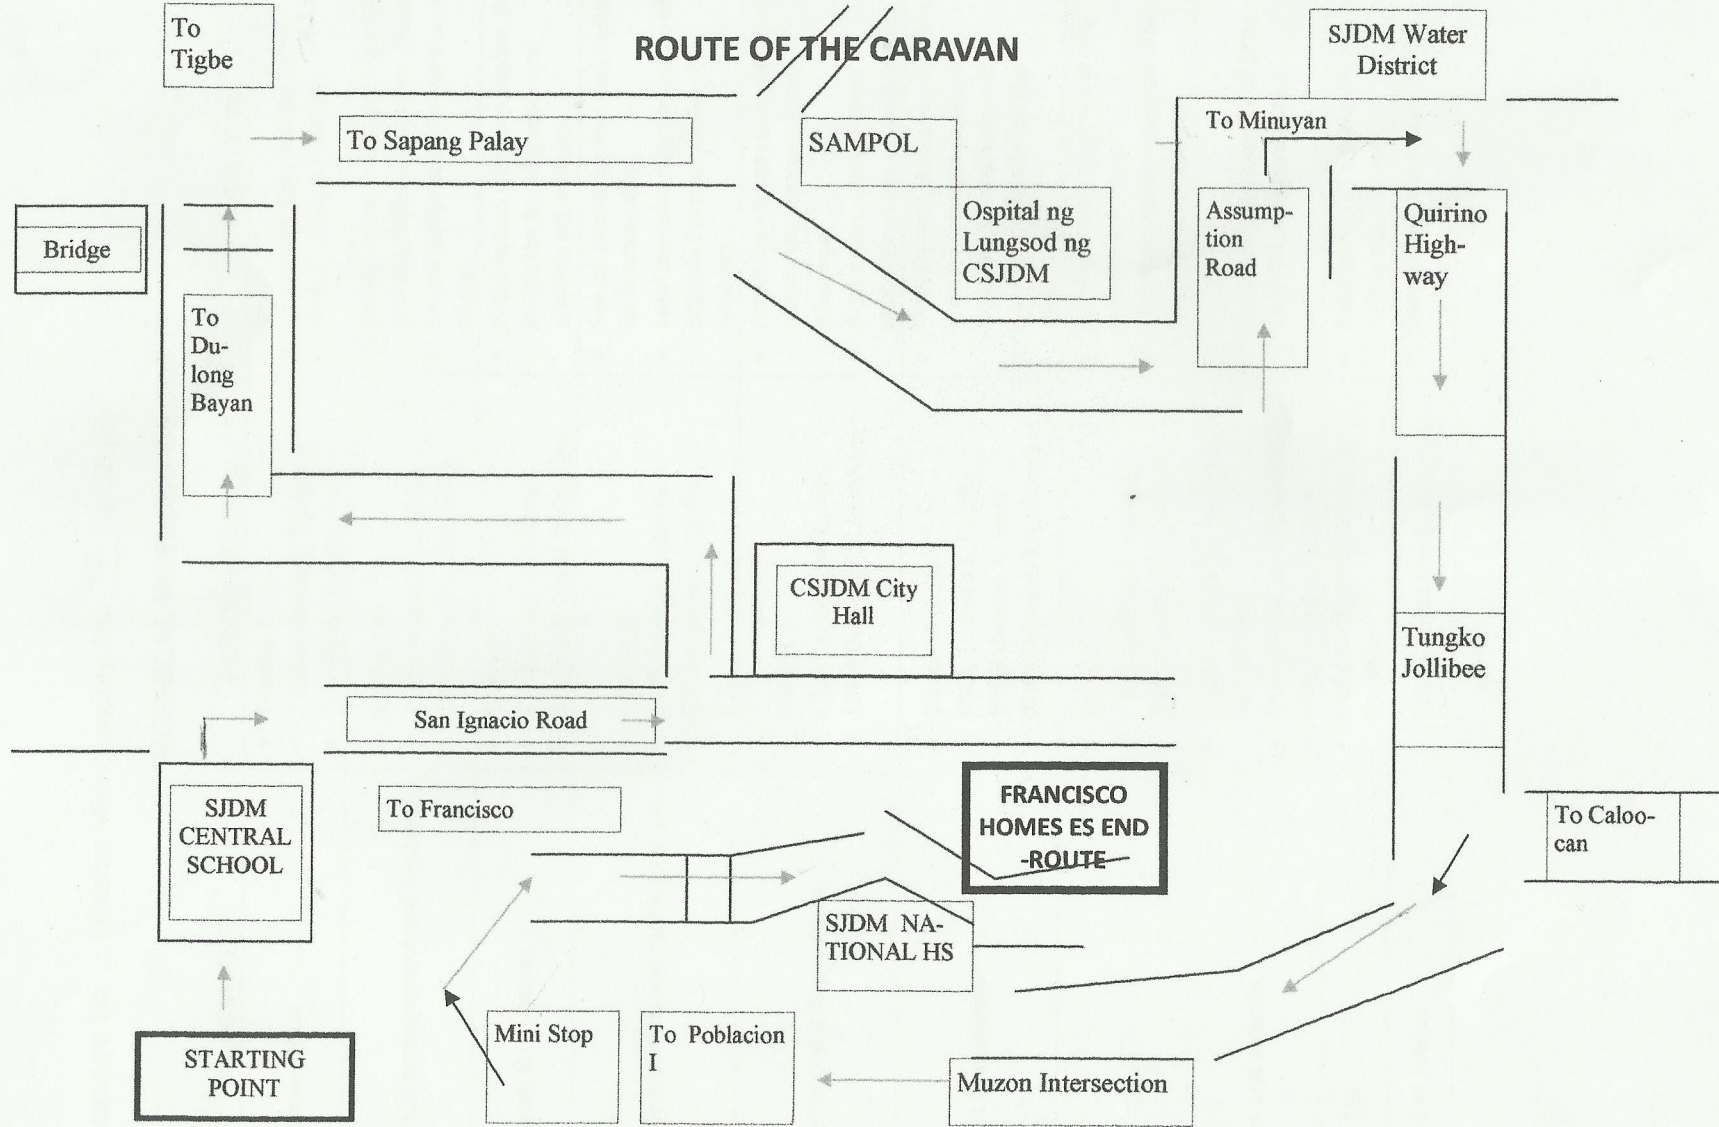 ROUTE OF THE CARAVAN
To
Tigbe
SJDM Water
District
To Sapang Palay
SAMPOL
To Minuyan
Bridge
Ospital ng
Lungsod ng
CSJDM
Assump-
tion
Road
Quirino
High-
way
To
Du-
long
Bayan
CSJDM City
Hall
Tungko
Jollibee
San Ignacio Road
SJDM
CENTRAL
SCHOOL
To Francisco
FRANCISCO
HOMES ES END
-ROUTE
To Caloo-
can
SJDM NA-
TIONAL HS
Mini Stop
To Poblacion
I
STARTING
POINT
Muzon Intersection